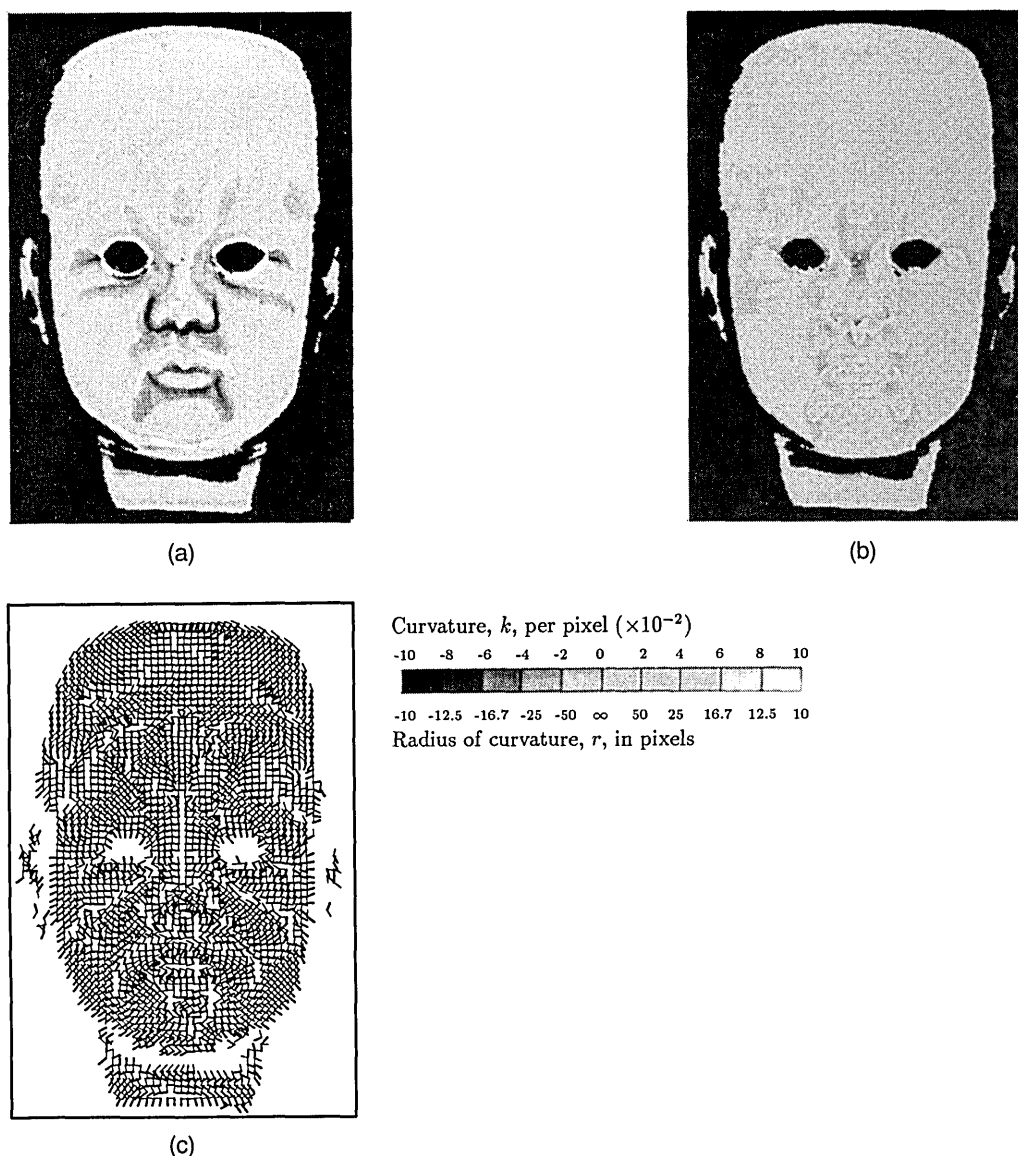 (a)
(b)
Curvature, k, per pixel (×10⁻²)
-10 -8 -6 -4 -2 0 2 4 6 8 10
-10 -12.5 -16.7 -25 -50 ∞ 50 25 16.7 12.5 10
Radius of curvature, r, in pixels
(c)